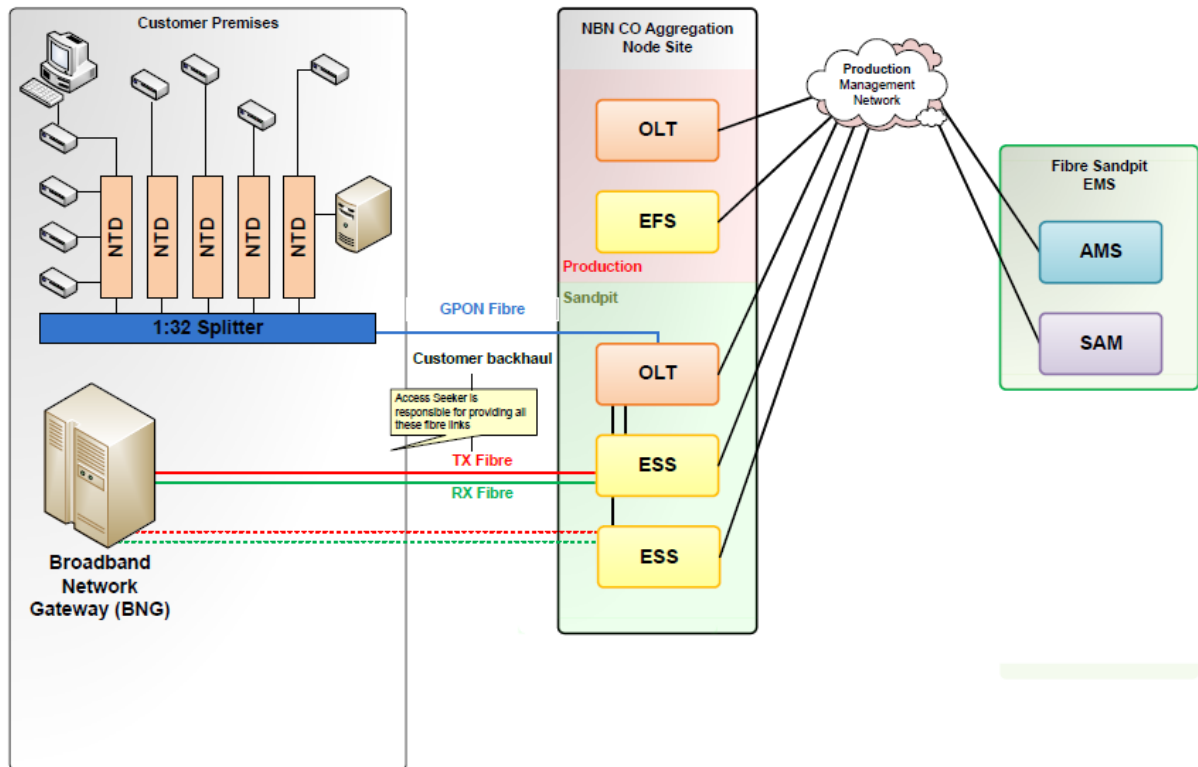 Customer Premises
NTD
NTD
NTD
NTD
NTD
1:32 Splitter
Broadband
Network
Gateway (BNG)
GPON Fibre
Customer backhaul
Access Seeker is
responsible for providing all
these fibre links
TX Fibre
RX Fibre
NBN CO Aggregation
Node Site
OLT
EFS
Production
Sandpit
OLT
ESS
ESS
Production
Management
Network
Fibre Sandpit
EMS
AMS
SAM